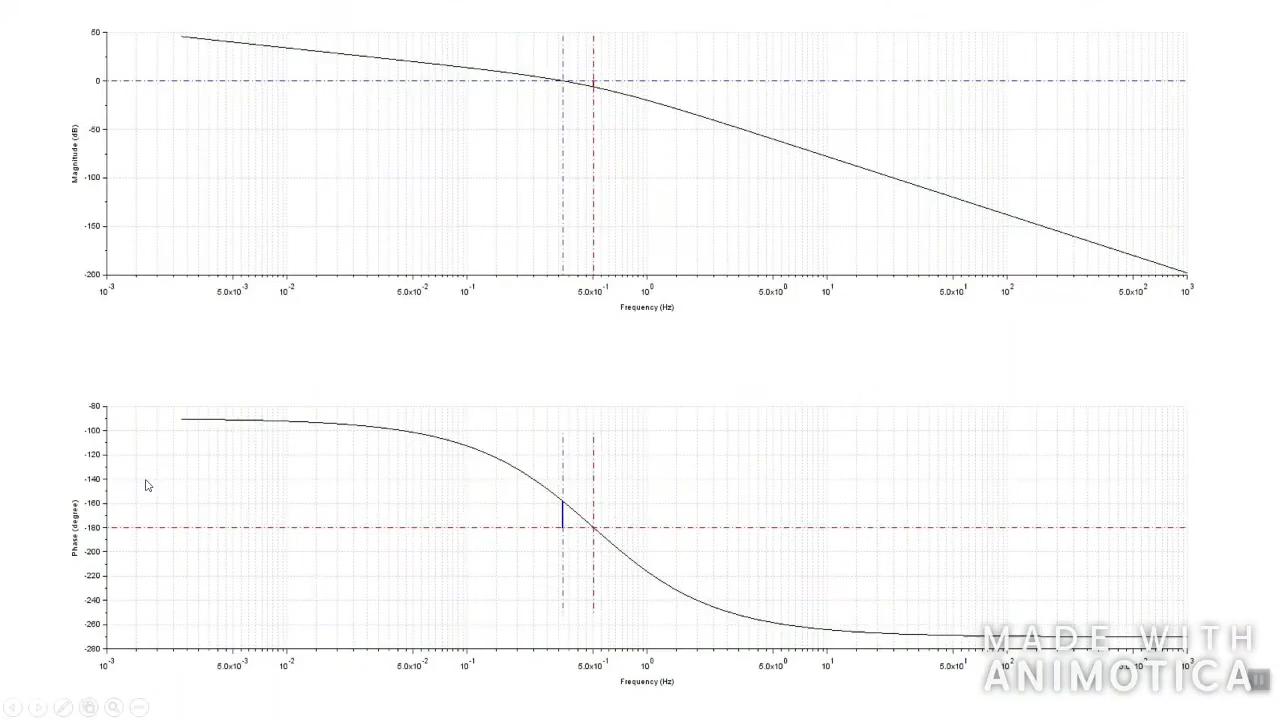 50
0
-50
-100
-150
-200
Magnitude (dB)
10-3 5.0x10-3 10-2 5.0x10-2 10-1 5.0x10-1 100 5.0x100 101 5.0x101 102 5.0x102 103
Frequency (Hz)
-80
-100
-120
-140
-160
-180
-200
-220
-240
-260
-280
Phase (degree)
10-3 5.0x10-3 10-2 5.0x10-2 10-1 5.0x10-1 100 5.0x100 101 5.0x101 102 5.0x102 103
Frequency (Hz)
MADE WITH
ANIMOTICA